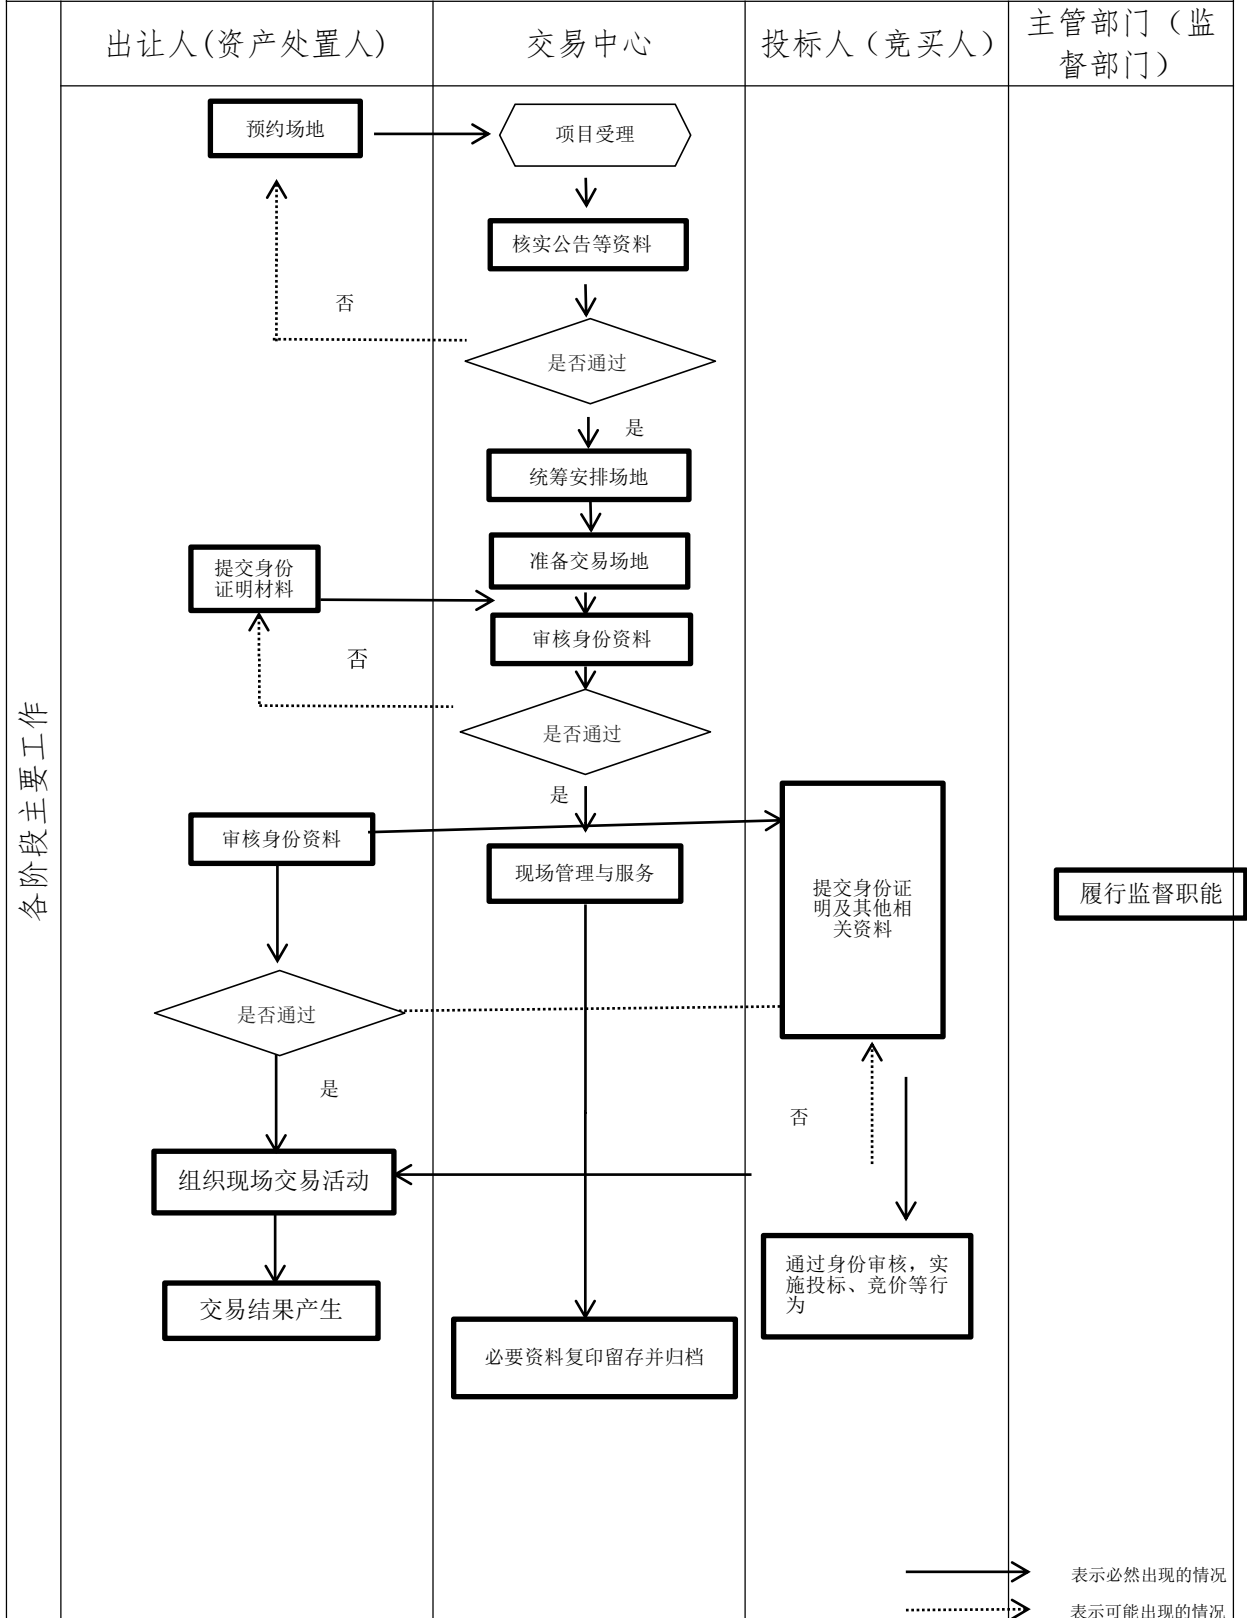 出让人(资产处置人)
交易中心
投标人（竞买人）
主管部门（监
督部门）
各阶段主要工作
预约场地
项目受理
核实公告等资料
否
是否通过
是
统筹安排场地
准备交易场地
提交身份
证明材料
审核身份资料
否
是否通过
是
审核身份资料
现场管理与服务
提交身份证
明及其他相
关资料
履行监督职能
是否通过
是
否
组织现场交易活动
通过身份审核，实
施投标、竞价等行
为
交易结果产生
必要资料复印留存并归档
表示必然出现的情况
表示可能出现的情况